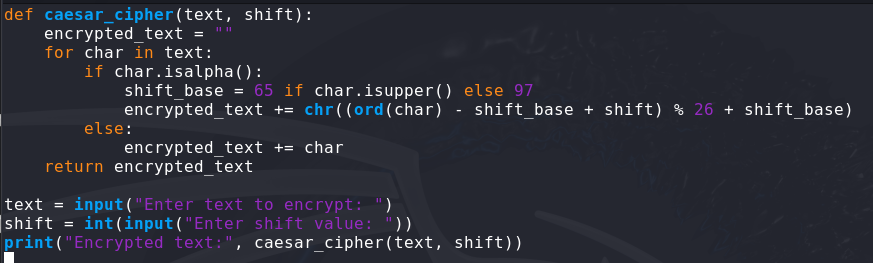 def caesar_cipher(text, shift):
    encrypted_text = ""
    for char in text:
        if char.isalpha():
            shift_base = 65 if char.isupper() else 97
            encrypted_text += chr((ord(char) - shift_base + shift) % 26 + shift_base)
        else:
            encrypted_text += char
    return encrypted_text

text = input("Enter text to encrypt: ")
shift = int(input("Enter shift value: "))
print("Encrypted text:", caesar_cipher(text, shift))